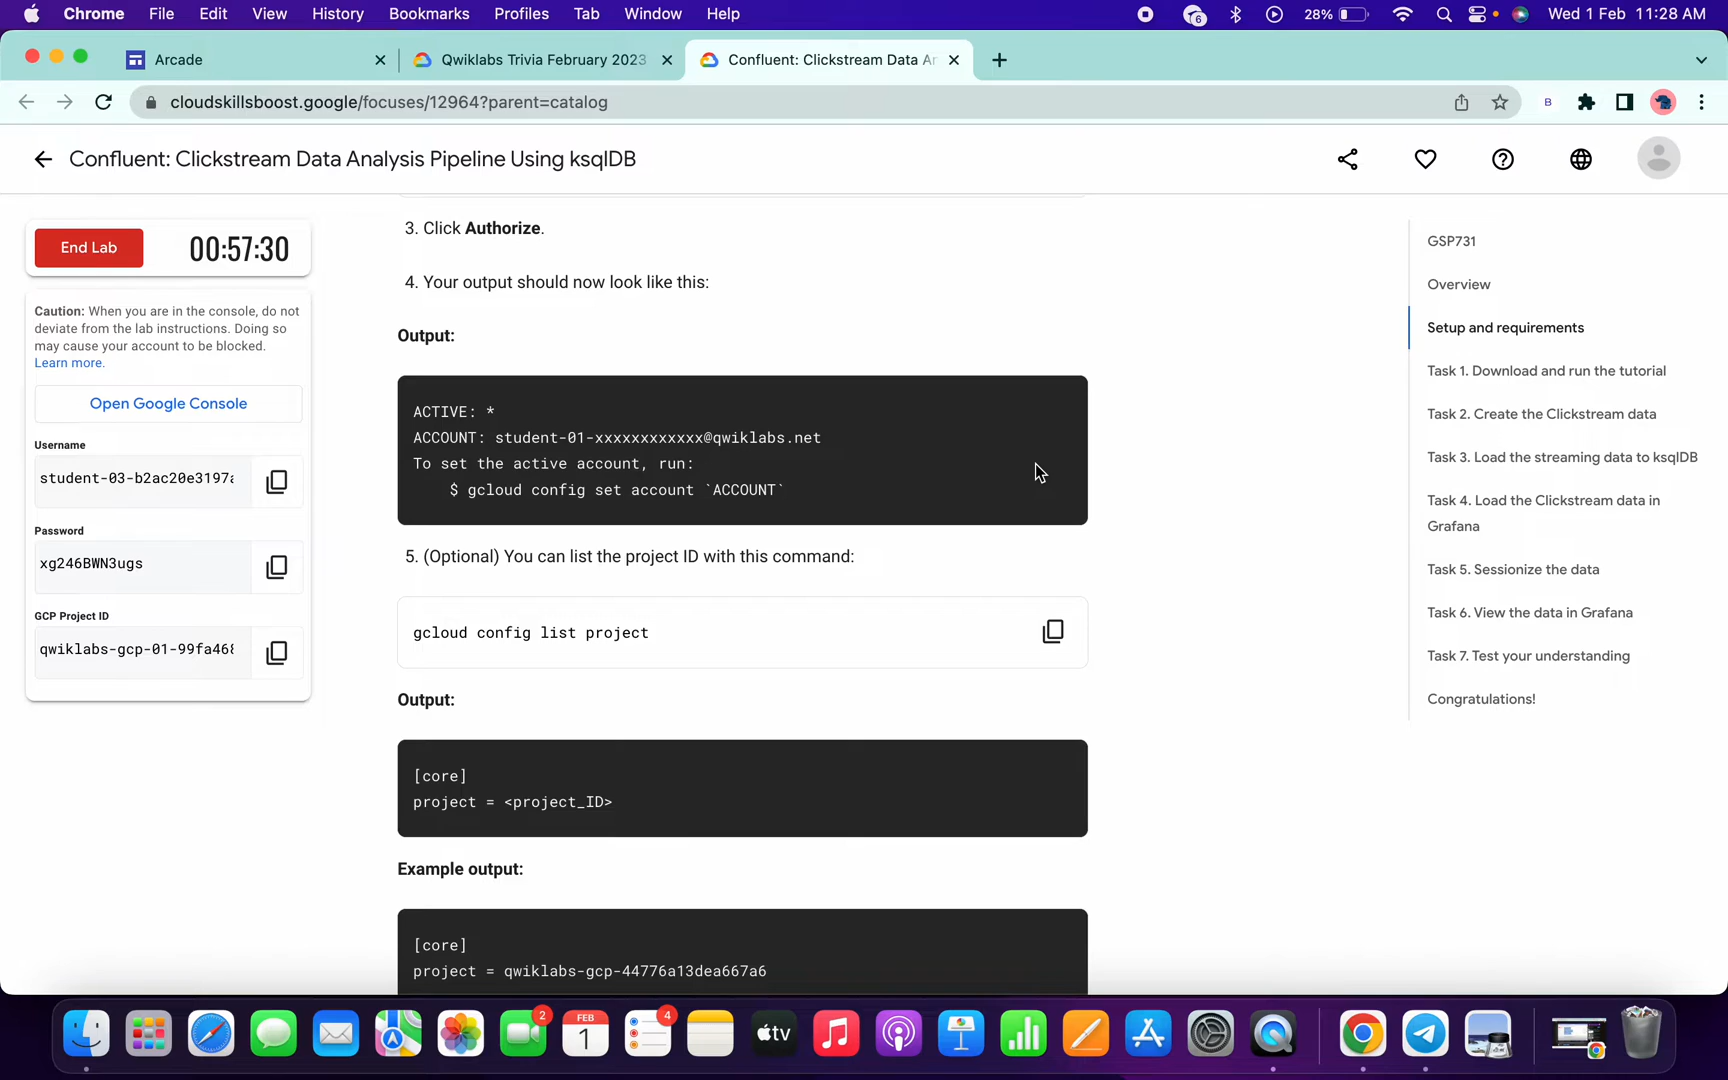 Chrome File Edit View History Bookmarks Profiles Tab Window Help 6 28% Wed 1 Feb 11:28 AM
Arcade
Qwiklabs Trivia February 2023
Confluent: Clickstream Data Ar
cloudskillsboost.google/focuses/12964?parent=catalog
B
Confluent: Clickstream Data Analysis Pipeline Using ksqlDB
End Lab 00:57:30
Caution: When you are in the console, do not
deviate from the lab instructions. Doing so
may cause your account to be blocked.
Learn more.
Open Google Console
Username
student-03-b2ac20e3197a
Password
xg246BWN3ugs
GCP Project ID
qwiklabs-gcp-01-99fa468
3. Click Authorize.
4. Your output should now look like this:
Output:
ACTIVE: *
ACCOUNT: student-01-xxxxxxxxxxxx@qwiklabs.net
To set the active account, run:
$ gcloud config set account `ACCOUNT`
5. (Optional) You can list the project ID with this command:
gcloud config list project
Output:
[core]
project = <project_ID>
Example output:
[core]
project = qwiklabs-gcp-44776a13dea667a6
GSP731
Overview
Setup and requirements
Task 1. Download and run the tutorial
Task 2. Create the Clickstream data
Task 3. Load the streaming data to ksqlDB
Task 4. Load the Clickstream data in
Grafana
Task 5. Sessionize the data
Task 6. View the data in Grafana
Task 7. Test your understanding
Congratulations!
2
FEB
1
4
tv